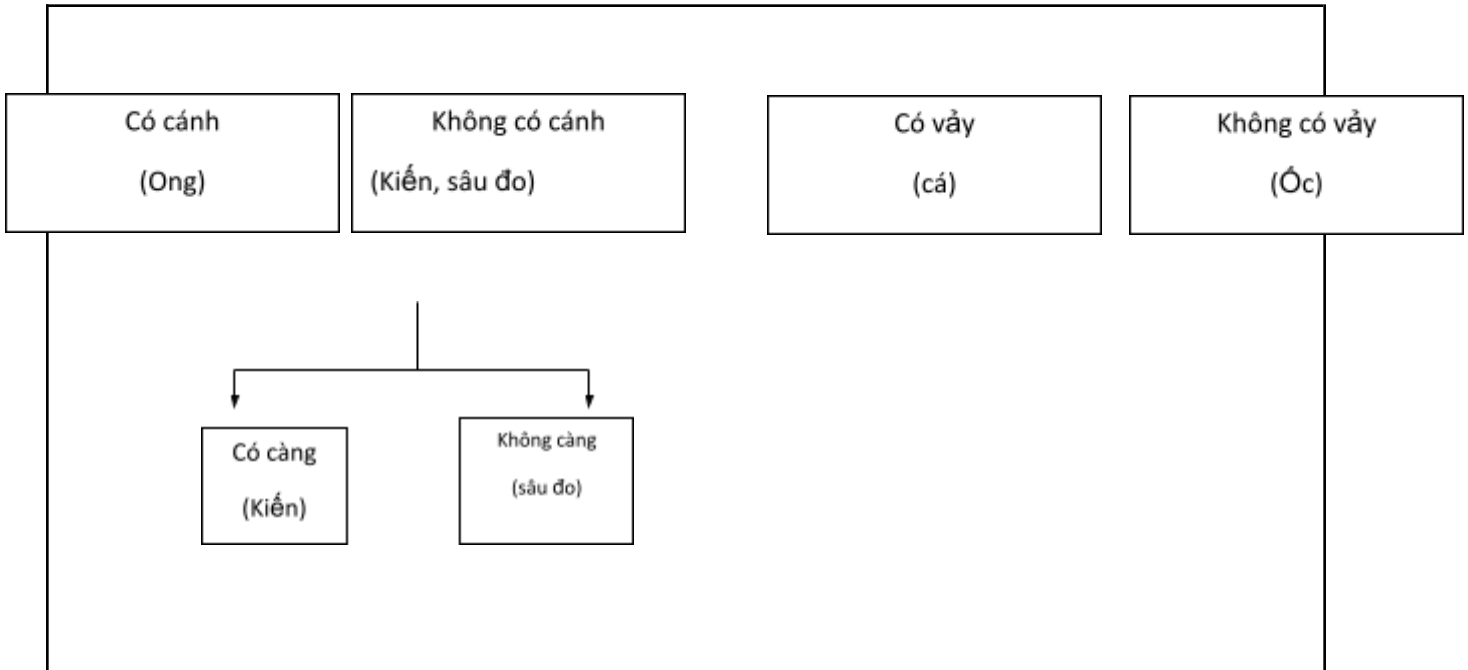 Có cánh
(Ong)
Không có cánh
(Kiến, sâu đo)
Có vảy
(cá)
Không có vảy
(Ốc)
Có càng
(Kiến)
Không càng
(sâu đo)